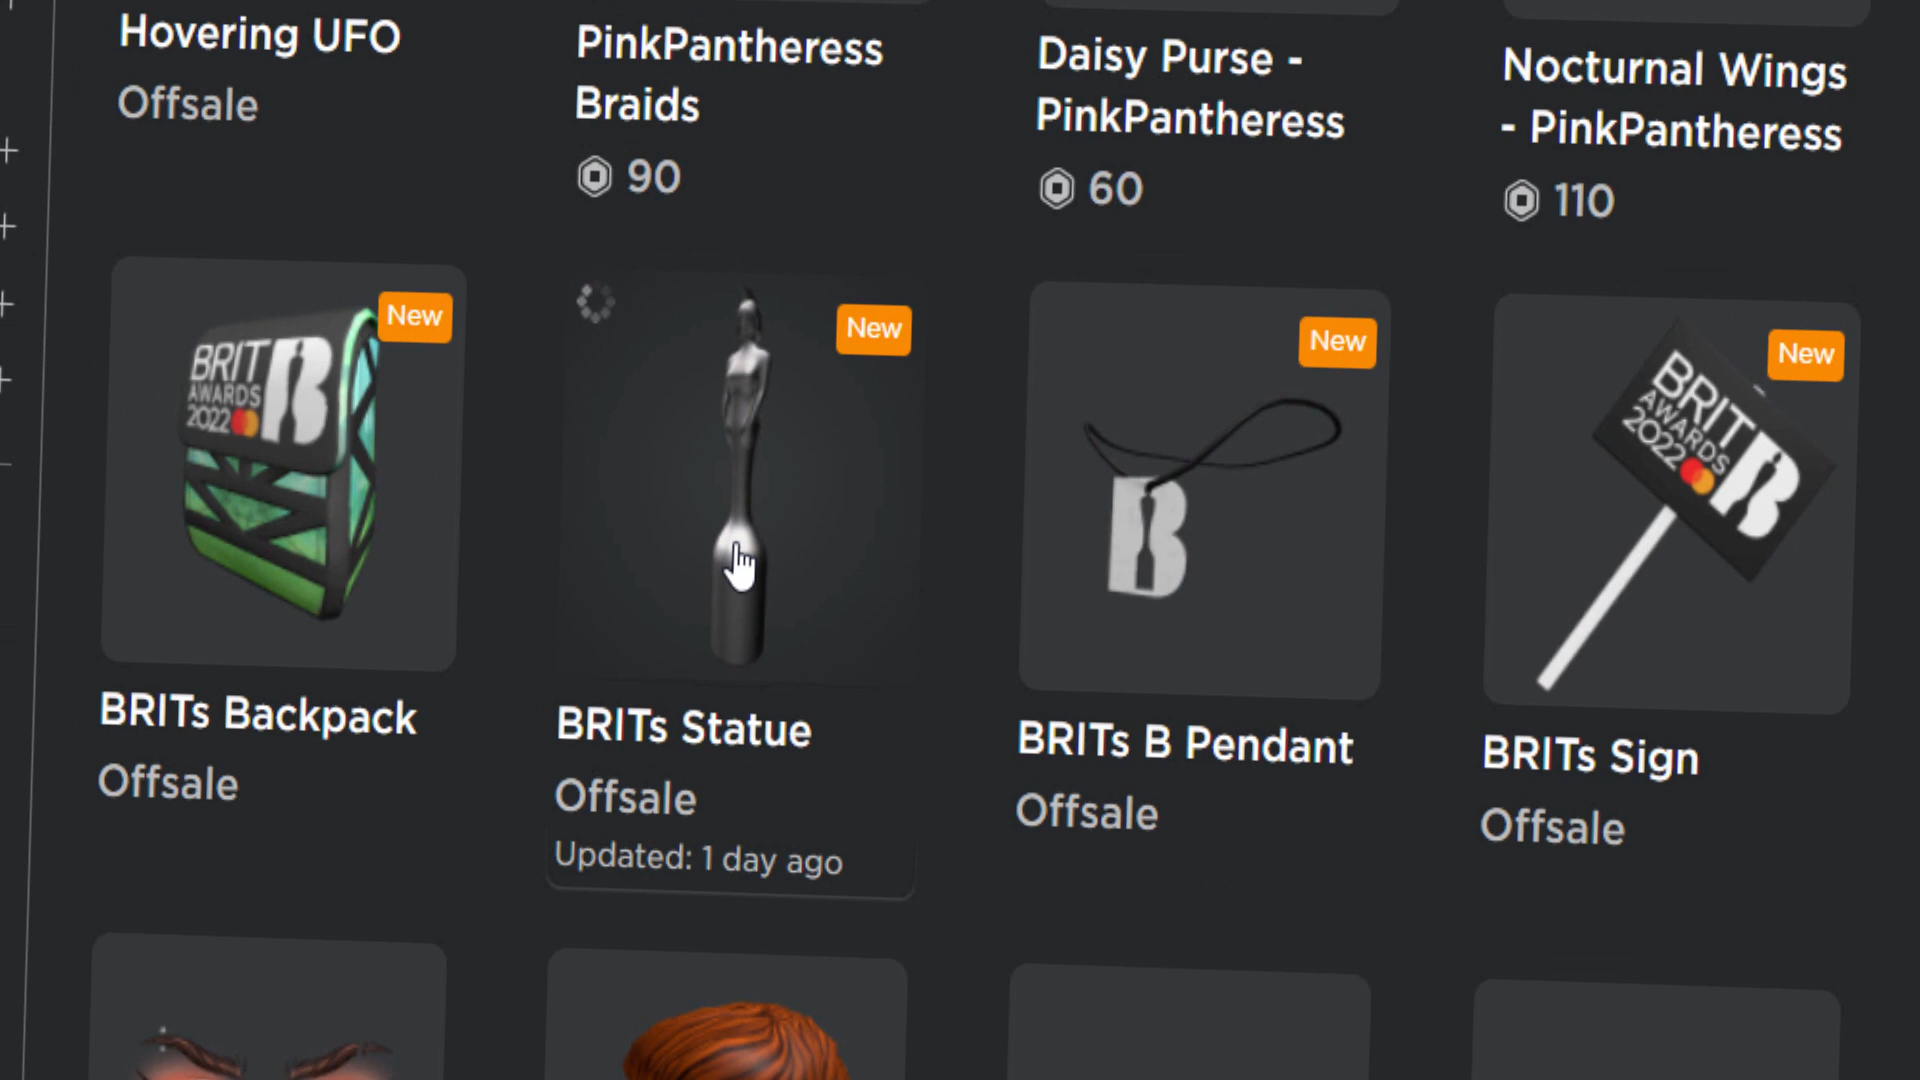 Hovering UFO
Offsale
PinkPantheress
Braids
90
Daisy Purse -
PinkPantheress
60
Nocturnal Wings
- PinkPantheress
110
BRIT
AWARDS
2022
B
New
BRITs Backpack
Offsale
New
BRITs Statue
Offsale
Updated: 1 day ago
B
New
BRITs B Pendant
Offsale
BRIT
AWARDS
2022
B
New
BRITs Sign
Offsale